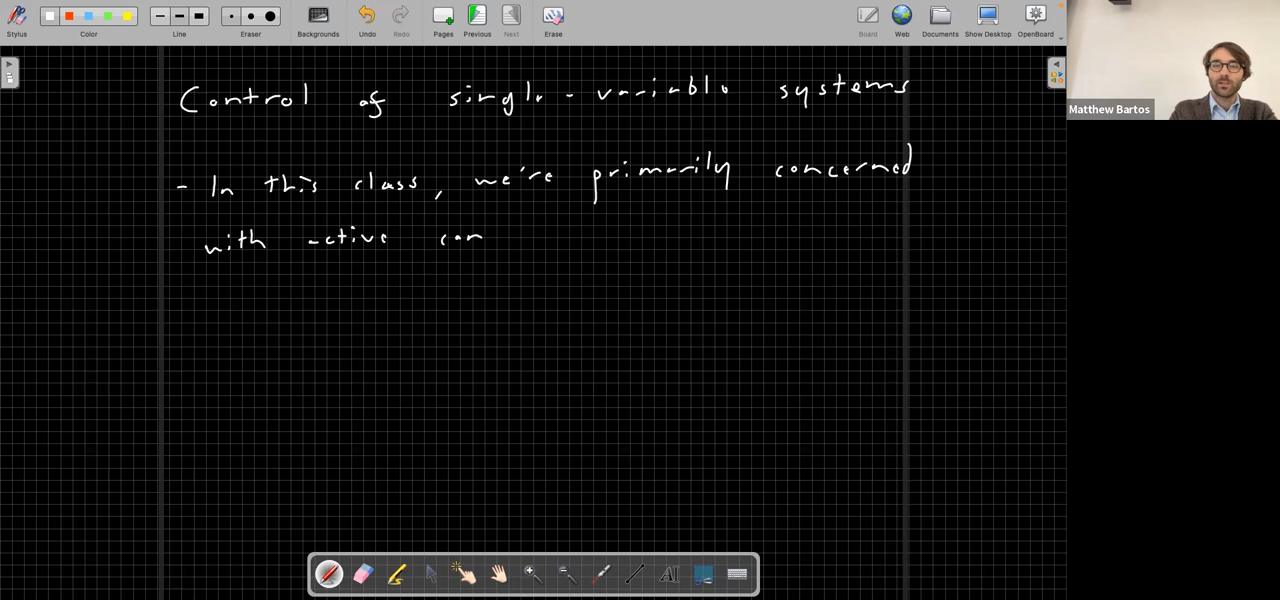 Stylus Color Line Eraser Backgrounds Undo Redo Pages Previous Next Erase Board Web Documents Show Desktop OpenBoard
Matthew Bartos
Control of single-variable systems
- In this class, we're primarily concerned
with active con
AI